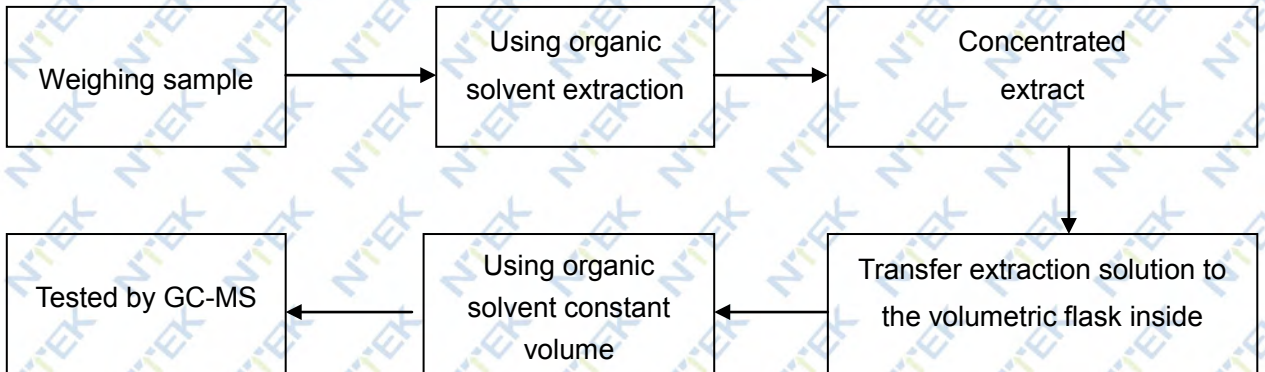 Weighing sample
Using organic
solvent extraction
Concentrated
extract
Transfer extraction solution to
the volumetric flask inside
Using organic
solvent constant
volume
Tested by GC-MS
NTEK